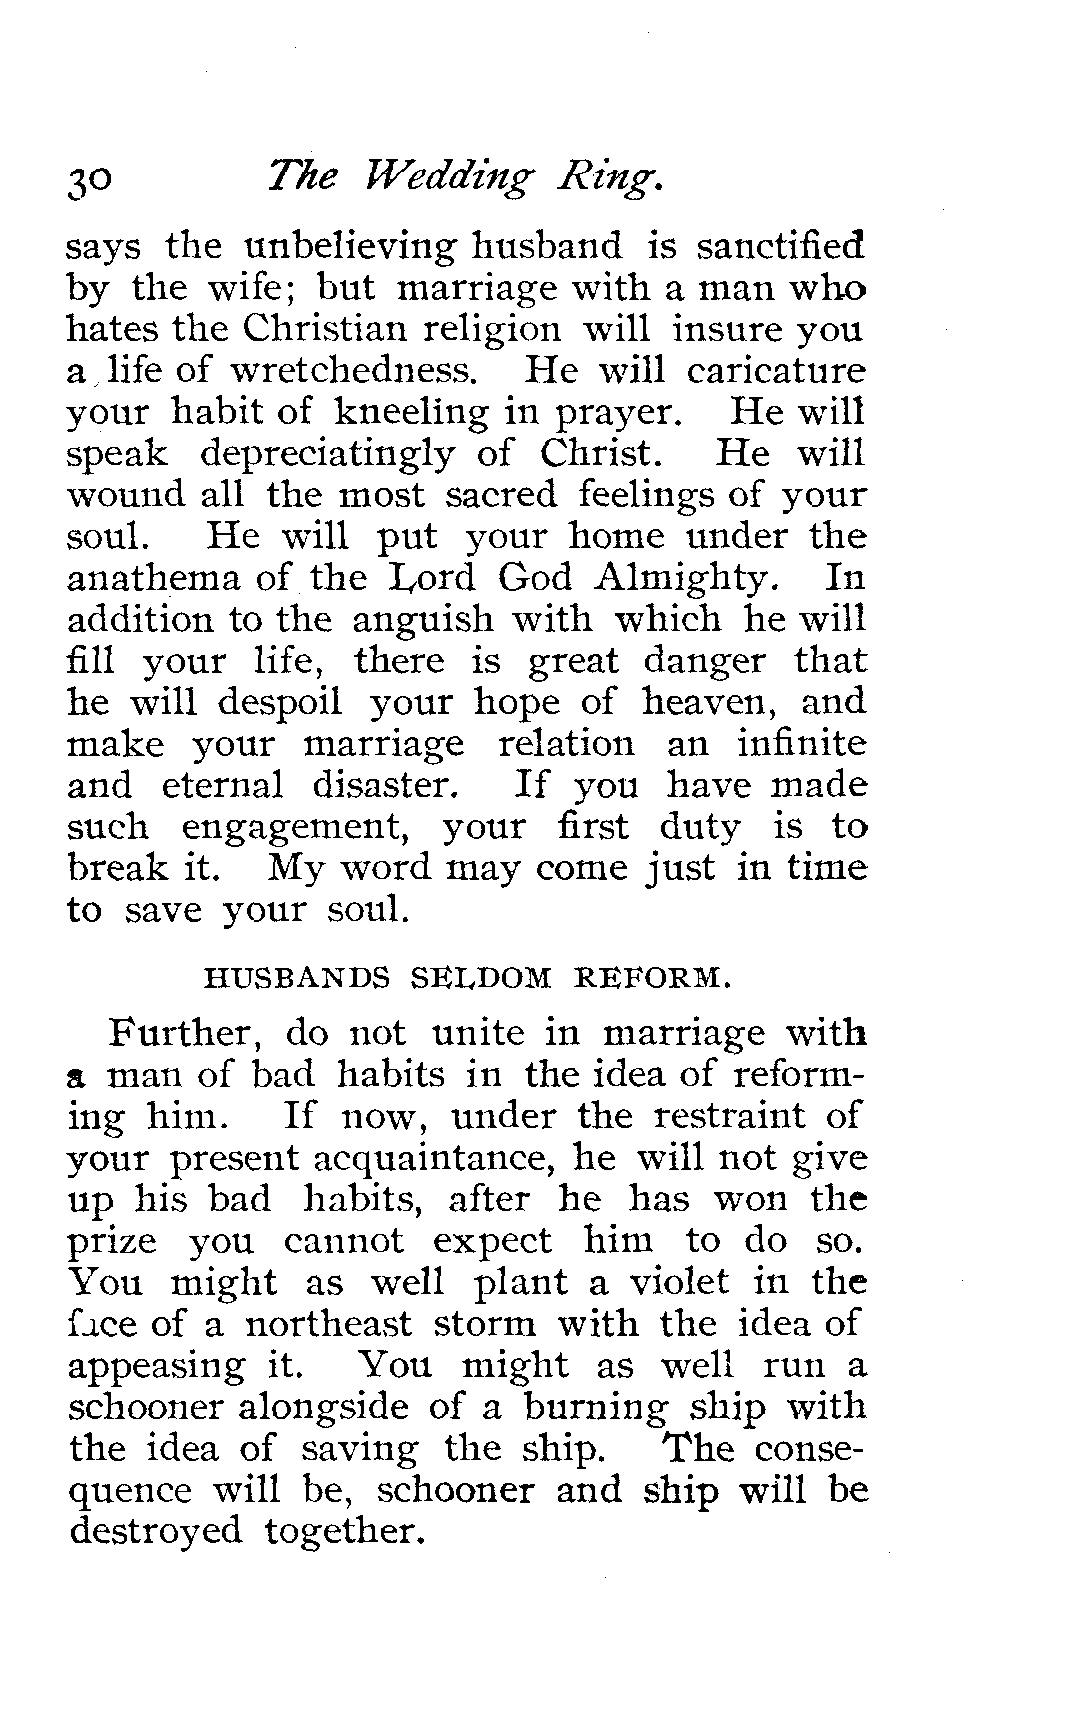 30 The Wedding Ring.
says the unbelieving husband is sanctified
by the wife; but marriage with a man who
hates the Christian religion will insure you
a life of wretchedness. He will caricature
your habit of kneeling in prayer. He will
speak depreciatingly of Christ. He will
wound all the most sacred feelings of your
soul. He will put your home under the
anathema of the Lord God Almighty. In
addition to the anguish with which he will
fill your life, there is great danger that
he will despoil your hope of heaven, and
make your marriage relation an infinite
and eternal disaster. If you have made
such engagement, your first duty is to
break it. My word may come just in time
to save your soul.
HUSBANDS SELDOM REFORM.
Further, do not unite in marriage with
a man of bad habits in the idea of reform-
ing him. If now, under the restraint of
your present acquaintance, he will not give
up his bad habits, after he has won the
prize you cannot expect him to do so.
You might as well plant a violet in the
face of a northeast storm with the idea of
appeasing it. You might as well run a
schooner alongside of a burning ship with
the idea of saving the ship. The conse-
quence will be, schooner and ship will be
destroyed together.